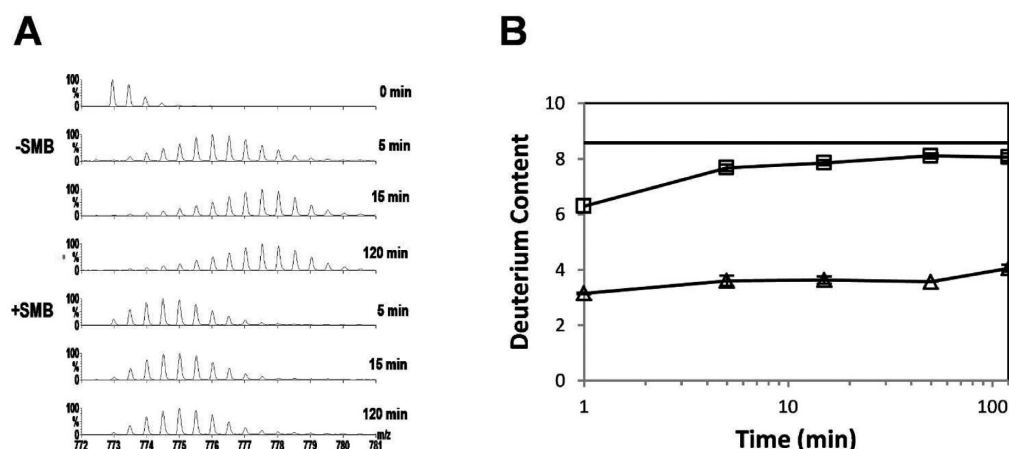 A
B
100
%
0
0 min
-SMB
100
%
0
5 min
100
%
0
15 min
100
%
0
120 min
+SMB
100
%
0
5 min
100
%
0
15 min
100
%
0
120 min
m/z
772 773 774 775 776 777 778 779 780 781
Deuterium Content
10
8
6
4
2
0
1 10 100
Time (min)